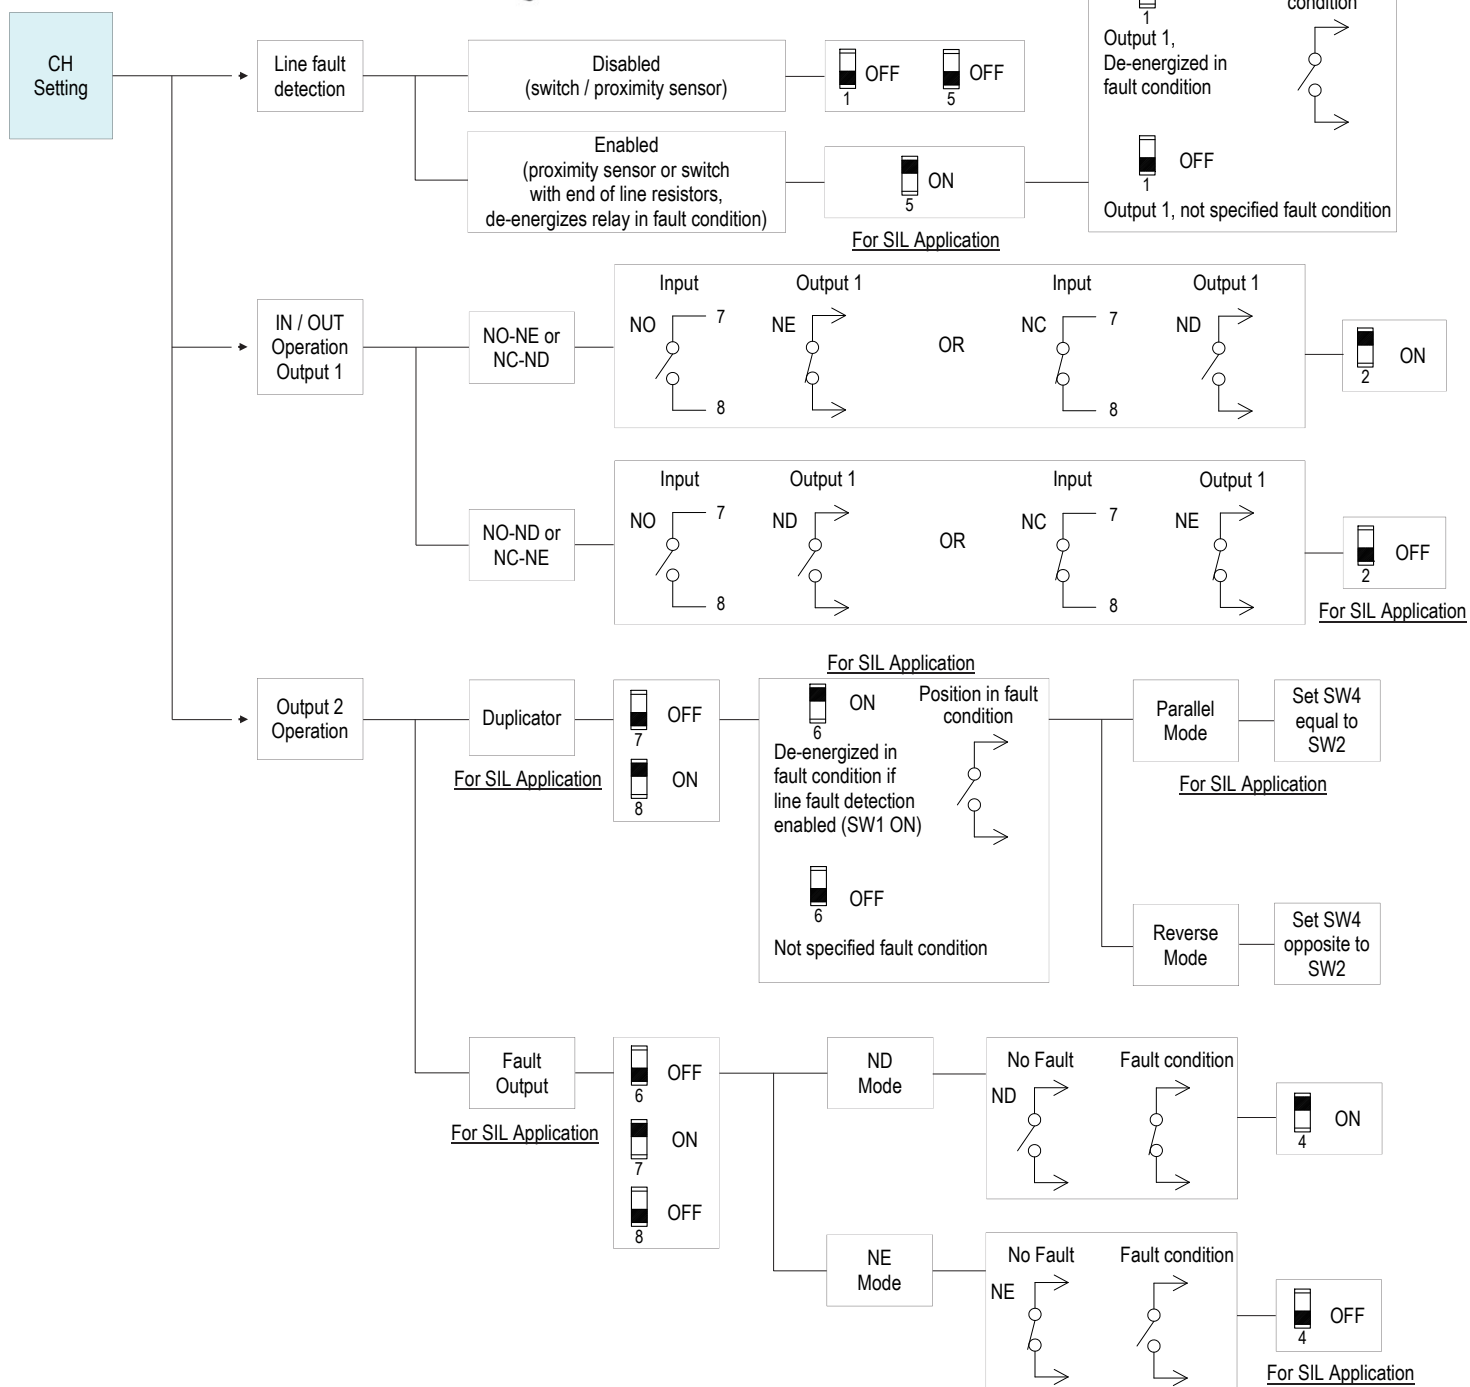 CH
Setting
Line fault
detection
Disabled
(switch / proximity sensor)
OFF
1
OFF
5
Enabled
(proximity sensor or switch
with end of line resistors,
de-energizes relay in fault condition)
ON
5
For SIL Application
condition
1
Output 1,
De-energized in
fault condition
OFF
1
Output 1, not specified fault condition
IN / OUT
Operation
Output 1
NO-NE or
NC-ND
Input
Output 1
NO
7
8
NE
OR
Input
Output 1
NC
7
8
ND
ON
2
NO-ND or
NC-NE
Input
Output 1
NO
7
8
ND
OR
Input
Output 1
NC
7
8
NE
OFF
2
For SIL Application
Output 2
Operation
Duplicator
For SIL Application
OFF
7
ON
8
For SIL Application
ON
6
Position in fault
condition
De-energized in
fault condition if
line fault detection
enabled (SW1 ON)
OFF
6
Not specified fault condition
Parallel
Mode
Set SW4
equal to
SW2
For SIL Application
Reverse
Mode
Set SW4
opposite to
SW2
Fault
Output
For SIL Application
OFF
6
ON
7
OFF
8
ND
Mode
No Fault
Fault condition
ND
ON
4
NE
Mode
No Fault
Fault condition
NE
OFF
4
For SIL Application